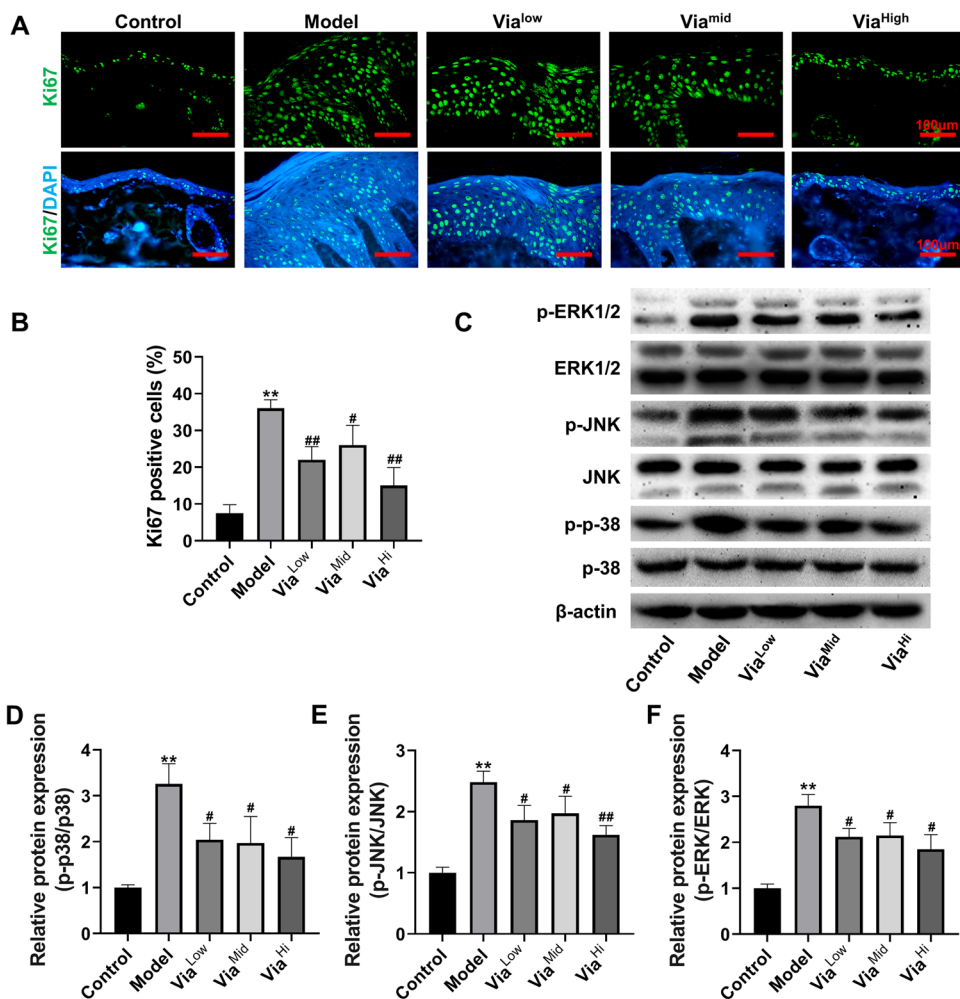 A
Control
Model
Via^low
Via^mid
Via^High
Ki67
100μm
Ki67/DAPI
100μm
B
Ki67 positive cells (%)
50
40
30
20
10
0
**
##
#
##
Control
Model
Via^Low
Via^Mid
Via^Hi
C
p-ERK1/2
ERK1/2
p-JNK
JNK
p-p-38
p-38
β-actin
Control
Model
Via^Low
Via^Mid
Via^Hi
D
Relative protein expression
(p-p38/p38)
4
3
2
1
0
**
#
#
#
Control
Model
Via^Low
Via^Mid
Via^Hi
E
Relative protein expression
(p-JNK/JNK)
3
2
1
0
**
#
#
##
Control
Model
Via^Low
Via^Mid
Via^Hi
F
Relative protein expression
(p-ERK/ERK)
4
3
2
1
0
**
#
#
#
Control
Model
Via^Low
Via^Mid
Via^Hi